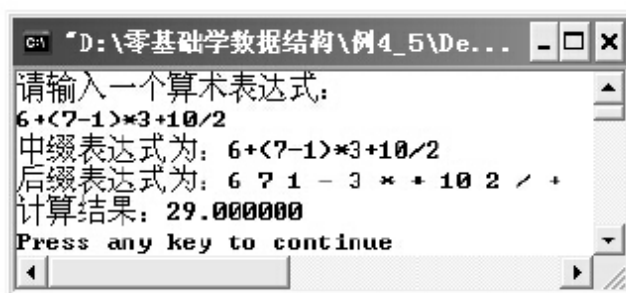 "D:\零基础学数据结构\例4_5\De...
请输入一个算术表达式:
6+(7-1)*3+10/2
中缀表达式为: 6+(7-1)*3+10/2
后缀表达式为: 6 7 1 - 3 * + 10 2 / +
计算结果: 29.000000
Press any key to continue